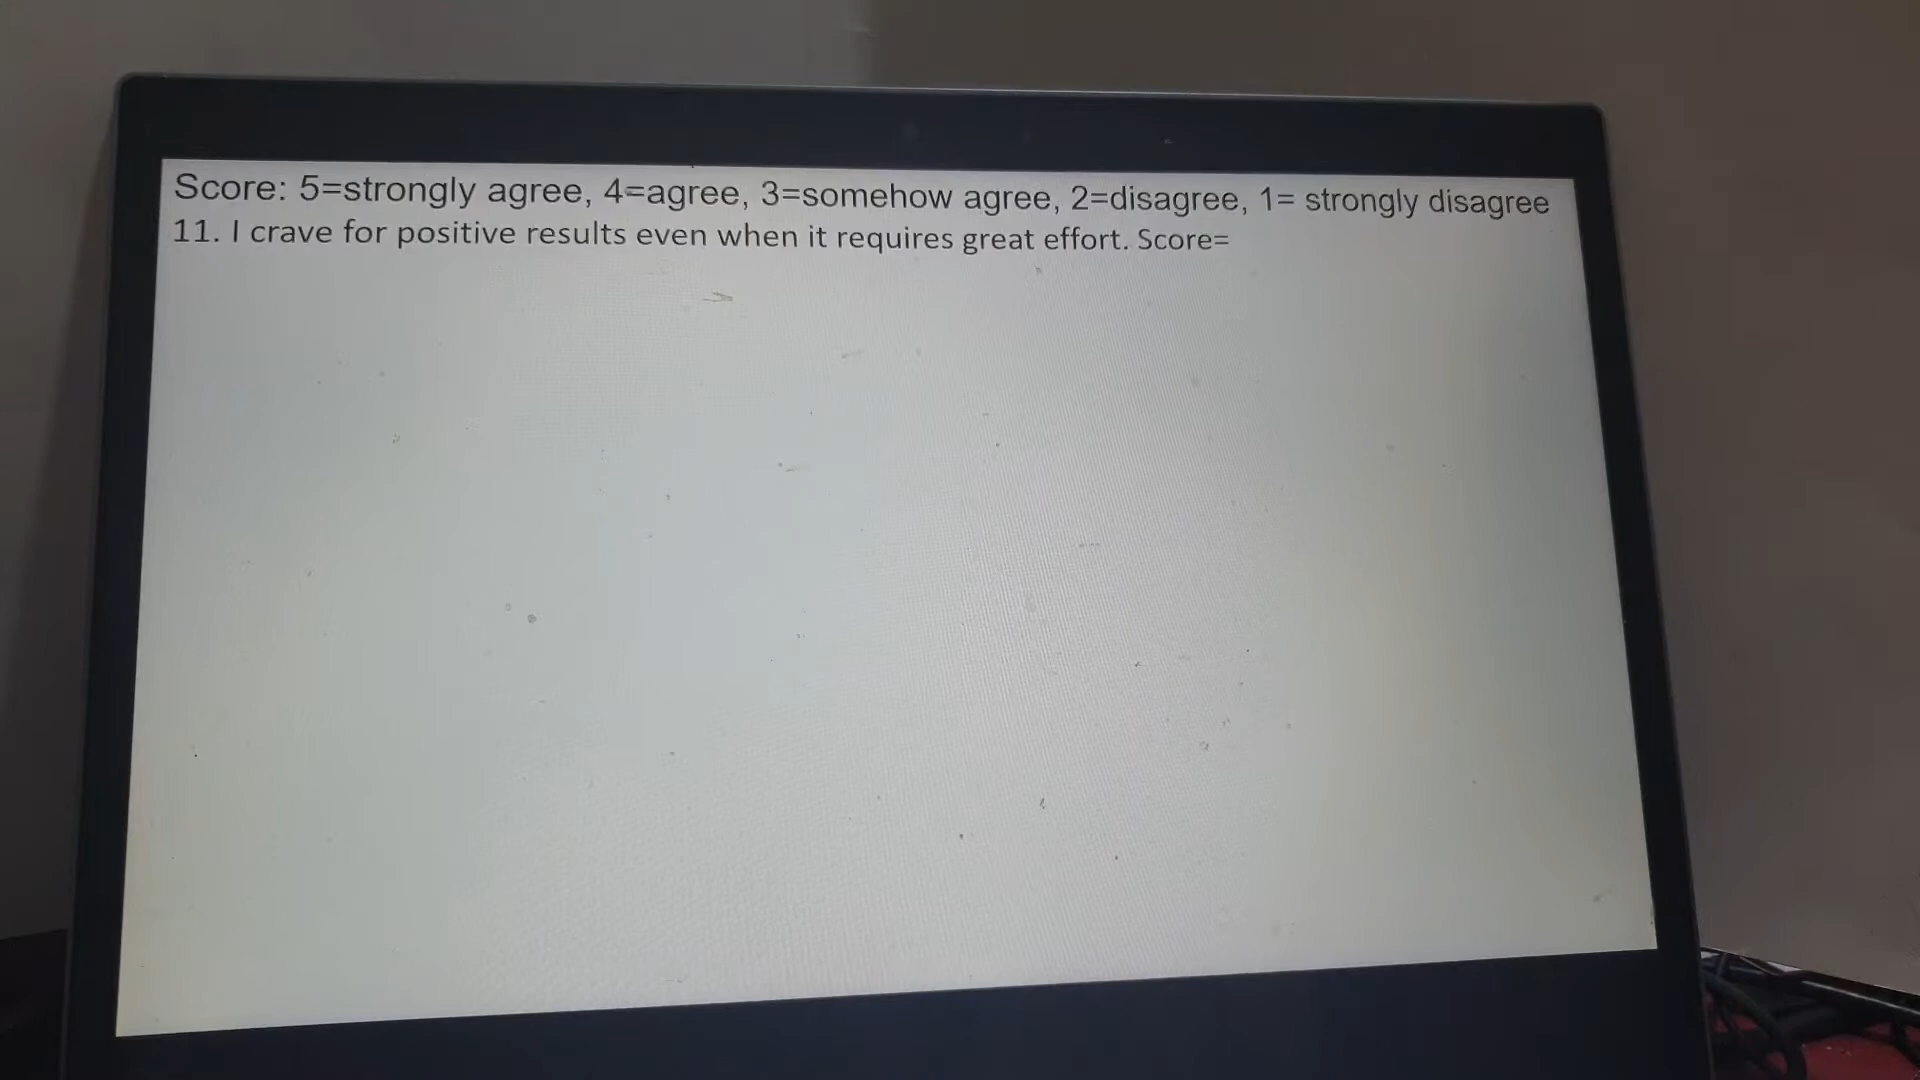 Score: 5=strongly agree, 4=agree, 3=somehow agree, 2=disagree, 1= strongly disagree
11. I crave for positive results even when it requires great effort. Score=